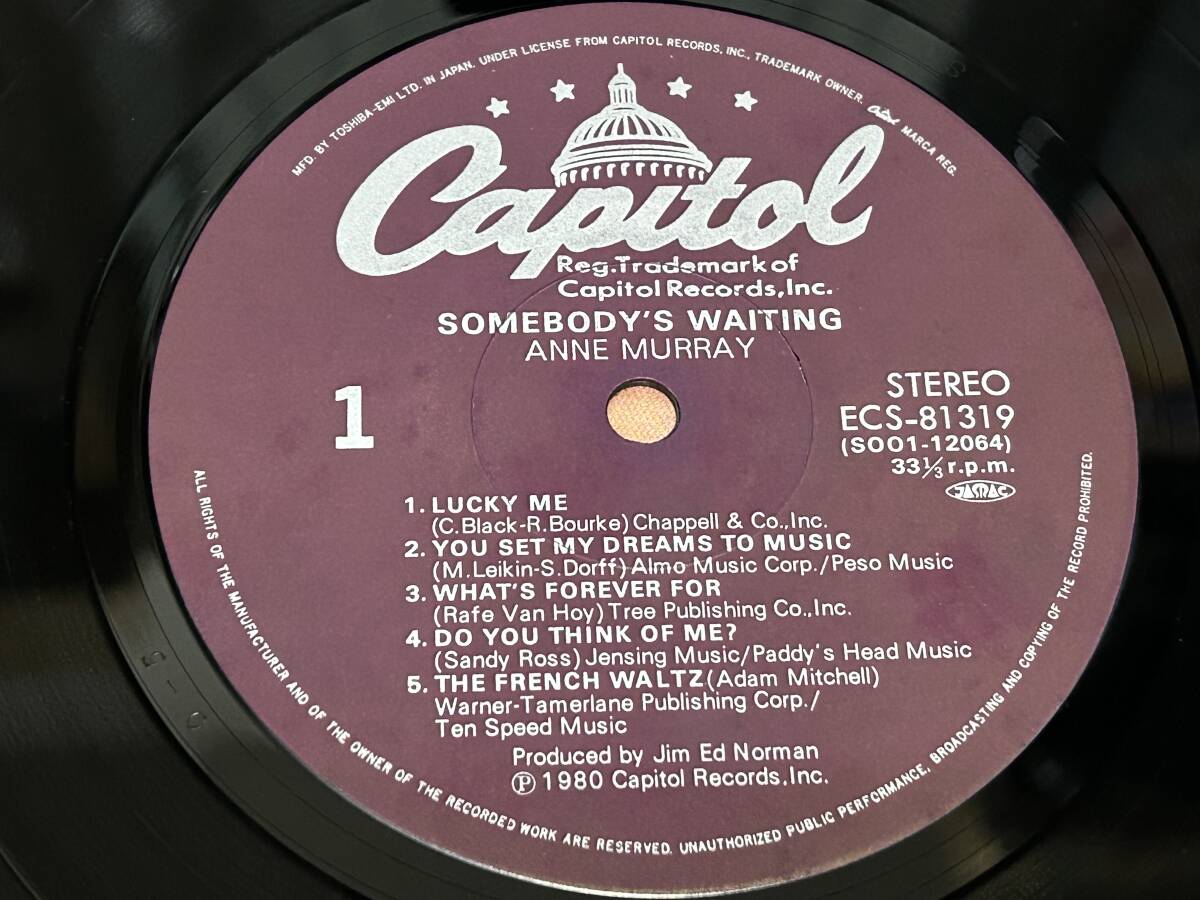 MFD. BY TOSHIBA-EMI LTD. IN JAPAN. UNDER LICENSE FROM CAPITOL RECORDS, INC., TRADEMARK OWNER. Capitol MARCA REG.
Capitol
Reg.Trademark of
Capitol Records,Inc.
SOMEBODY'S WAITING
ANNE MURRAY
1
STEREO
ECS-81319
(SOO1-12064)
33⅓ r.p.m.
JASRAC
1. LUCKY ME
(C.Black-R.Bourke) Chappell & Co.,Inc.
2. YOU SET MY DREAMS TO MUSIC
(M.Leikin-S.Dorff) Almo Music Corp./Peso Music
3. WHAT'S FOREVER FOR
(Rafe Van Hoy) Tree Publishing Co.,Inc.
4. DO YOU THINK OF ME?
(Sandy Ross) Jensing Music/Paddy's Head Music
5. THE FRENCH WALTZ (Adam Mitchell)
Warner-Tamerlane Publishing Corp./
Ten Speed Music
Produced by Jim Ed Norman
Ⓟ 1980 Capitol Records,Inc.
ALL RIGHTS OF THE MANUFACTURER AND OF THE OWNER OF THE RECORDED WORK ARE RESERVED. UNAUTHORIZED PUBLIC PERFORMANCE, BROADCASTING AND COPYING OF THE RECORD PROHIBITED.